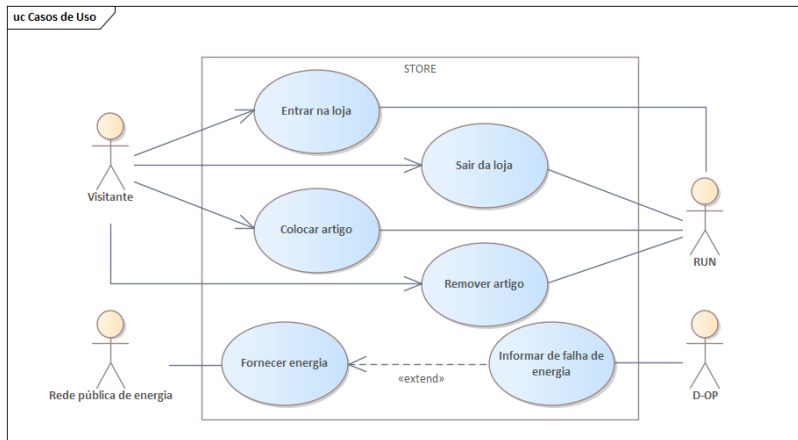 uc Casos de Uso
STORE
Entrar na loja
Sair da loja
Visitante
Colocar artigo
RUN
Remover artigo
Fornecer energia
Informar de falha de
energia
«extend»
Rede pública de energia
D-OP